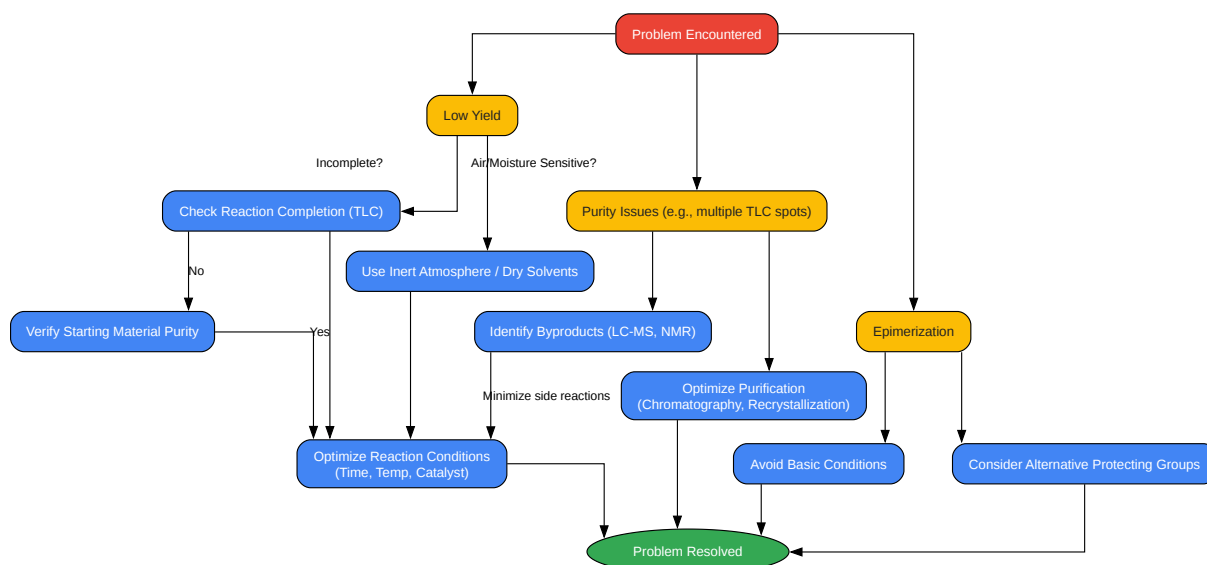 Problem Encountered
Low Yield
Incomplete?
Air/Moisture Sensitive?
Check Reaction Completion (TLC)
Purity Issues (e.g., multiple TLC spots)
No
Use Inert Atmosphere / Dry Solvents
Verify Starting Material Purity
Yes
Identify Byproducts (LC-MS, NMR)
Epimerization
Minimize side reactions
Optimize Purification
(Chromatography, Recrystallization)
Optimize Reaction Conditions
(Time, Temp, Catalyst)
Avoid Basic Conditions
Consider Alternative Protecting Groups
Problem Resolved